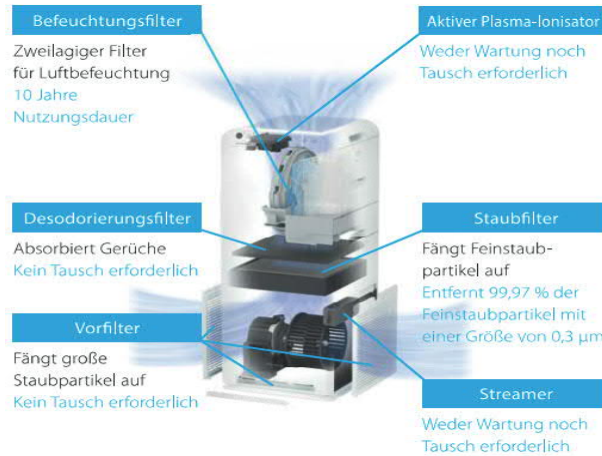 Befeuchtungsfilter
Zweilagiger Filter
für Luftbefeuchtung
10 Jahre
Nutzungsdauer
Aktiver Plasma-Ionisator
Weder Wartung noch
Tausch erforderlich
Desodorierungsfilter
Absorbiert Gerüche
Kein Tausch erforderlich
Staubfilter
Fängt Feinstaub-
partikel auf
Entfernt 99,97 % der
Feinstaubpartikel mit
einer Größe von 0,3 µm
Vorfilter
Fängt große
Staubpartikel auf
Kein Tausch erforderlich
Streamer
Weder Wartung noch
Tausch erforderlich